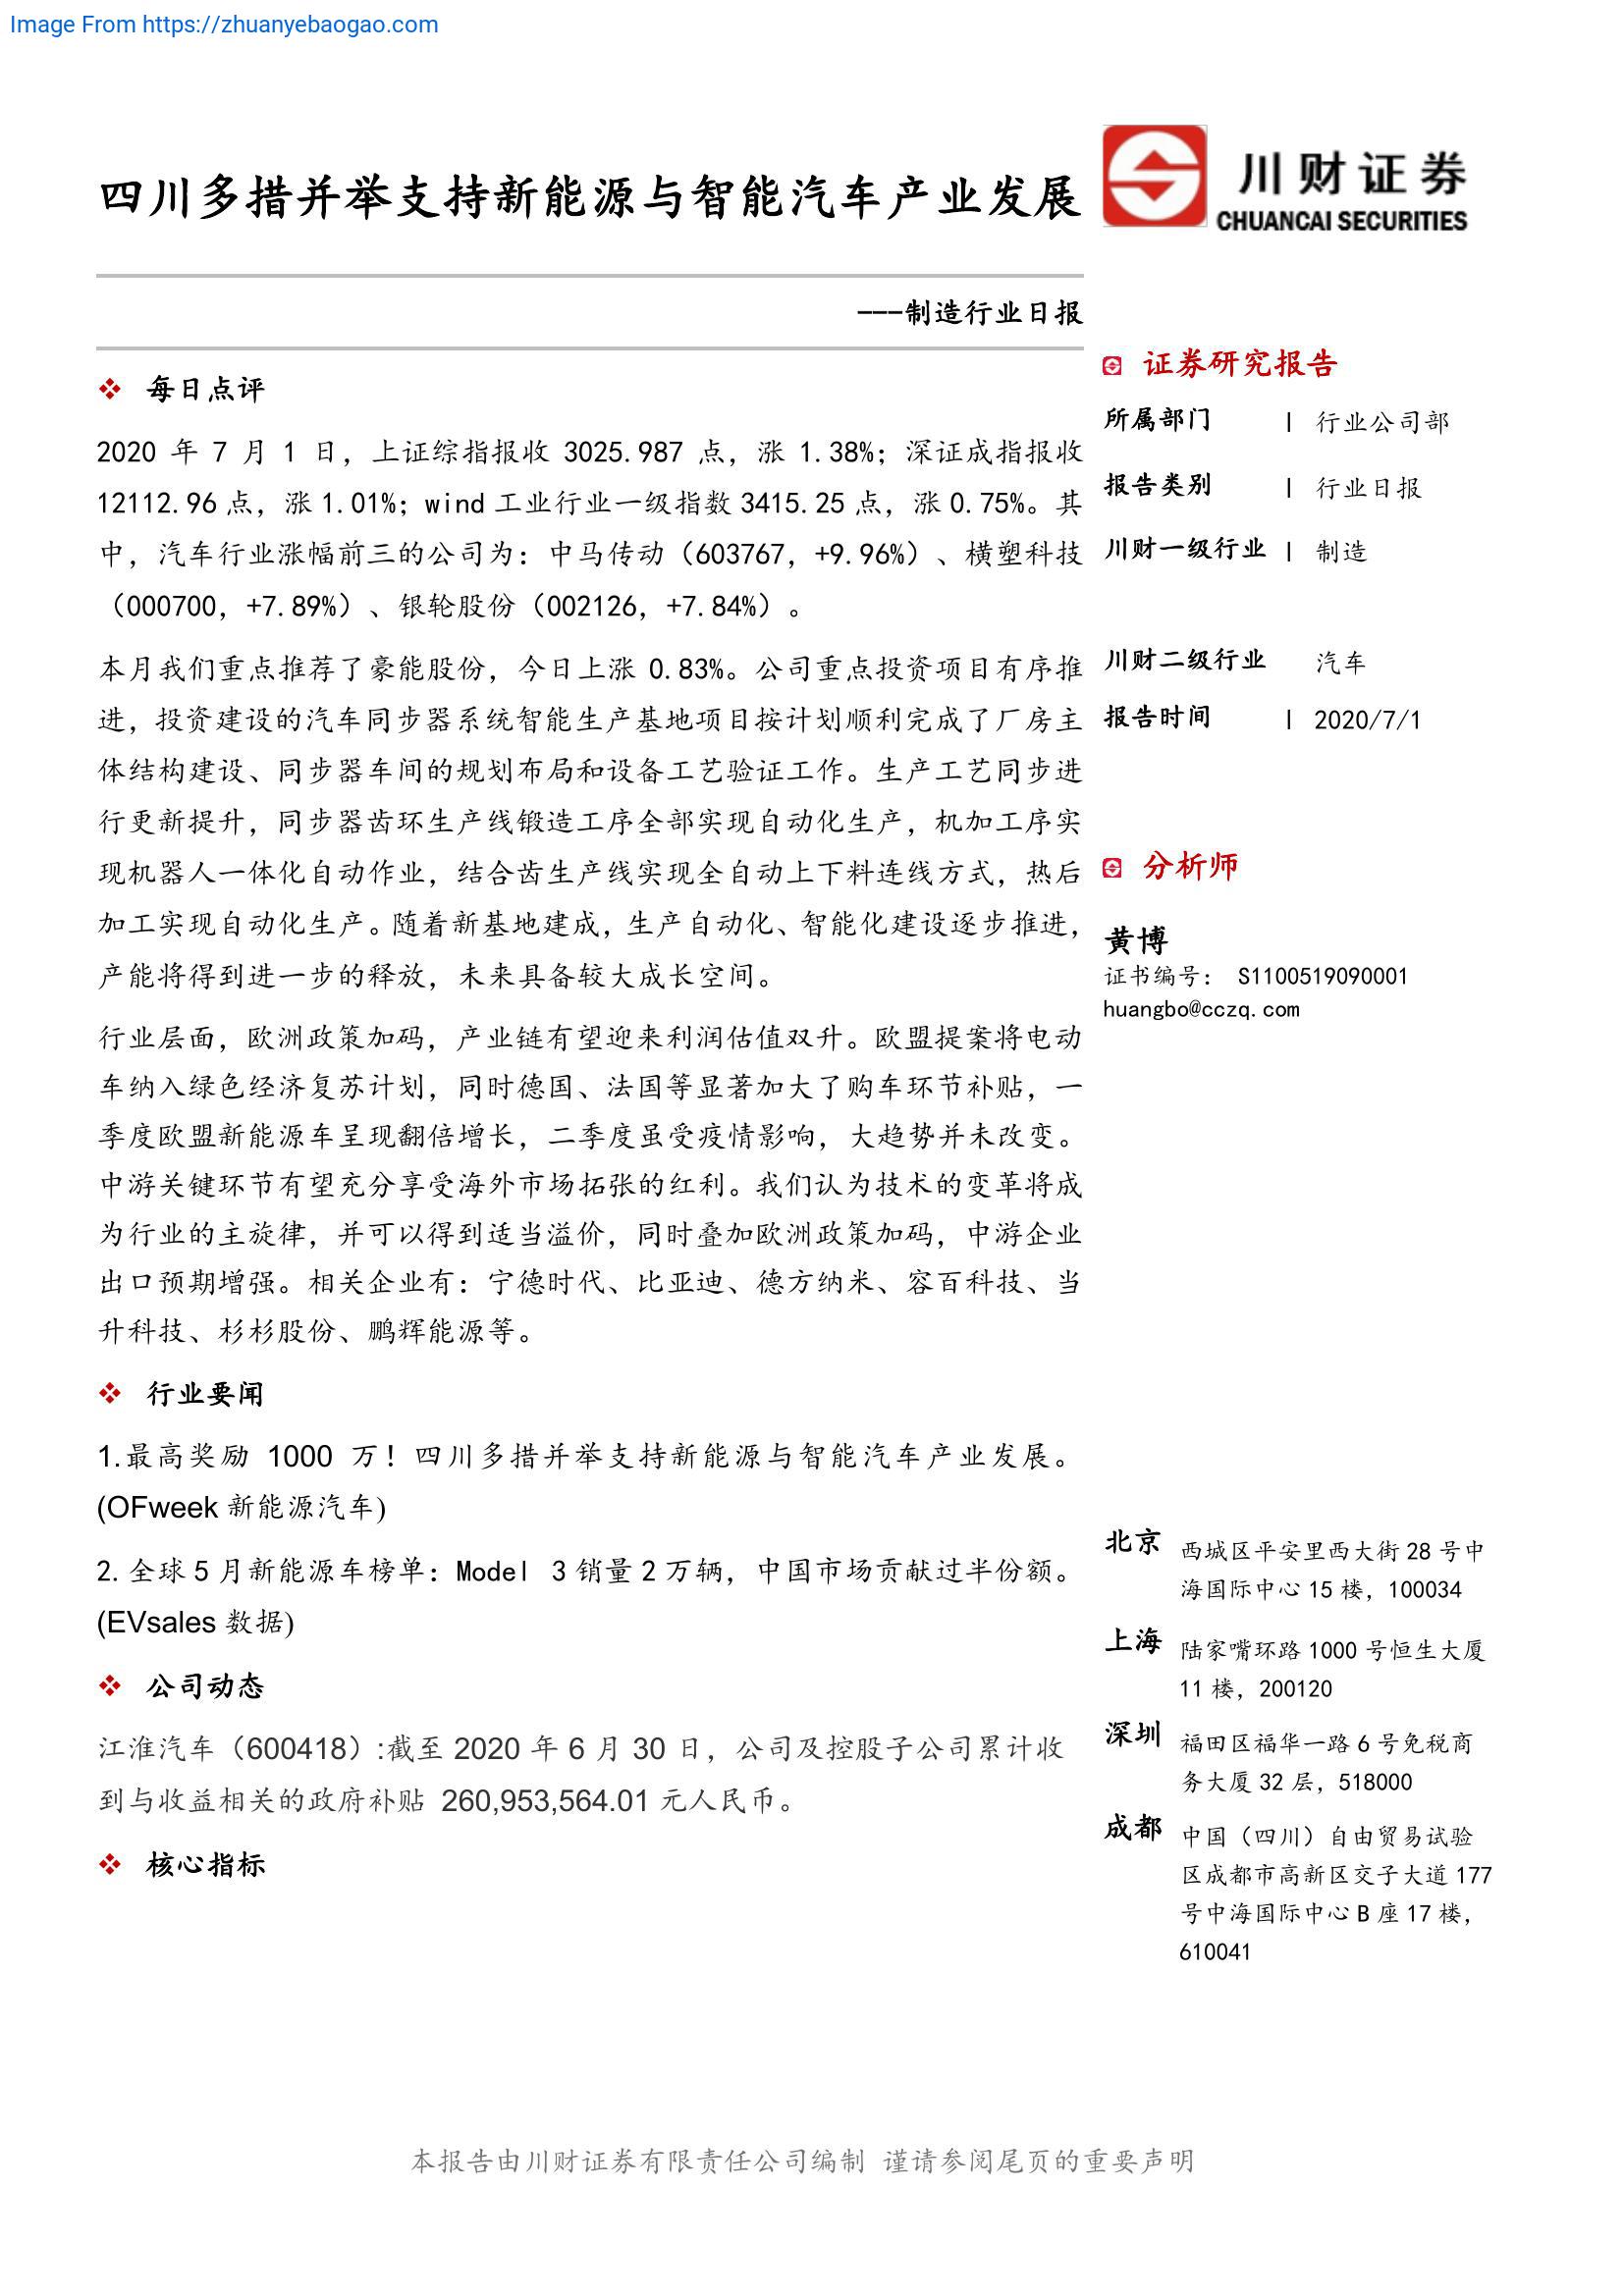 Image From https://zhuanyebaogao.com
四川多措并举支持新能源与智能汽车产业发展
川财证券
CHUANCAI SECURITIES
---制造行业日报
每日点评
2020 年 7 月 1 日，上证综指报收 3025.987 点，涨 1.38%；深证成指报收
12112.96 点，涨 1.01%；wind 工业行业一级指数 3415.25 点，涨 0.75%。其
中，汽车行业涨幅前三的公司为：中马传动（603767，+9.96%）、横塑科技
（000700，+7.89%）、银轮股份（002126，+7.84%）。
本月我们重点推荐了豪能股份，今日上涨 0.83%。公司重点投资项目有序推
进，投资建设的汽车同步器系统智能生产基地项目按计划顺利完成了厂房主
体结构建设、同步器车间的规划布局和设备工艺验证工作。生产工艺同步进
行更新提升，同步器齿环生产线锻造工序全部实现自动化生产，机加工序实
现机器人一体化自动作业，结合齿生产线实现全自动上下料连线方式，热后
加工实现自动化生产。随着新基地建成，生产自动化、智能化建设逐步推进，
产能将得到进一步的释放，未来具备较大成长空间。
行业层面，欧洲政策加码，产业链有望迎来利润估值双升。欧盟提案将电动
车纳入绿色经济复苏计划，同时德国、法国等显著加大了购车环节补贴，一
季度欧盟新能源车呈现翻倍增长，二季度虽受疫情影响，大趋势并未改变。
中游关键环节有望充分享受海外市场拓张的红利。我们认为技术的变革将成
为行业的主旋律，并可以得到适当溢价，同时叠加欧洲政策加码，中游企业
出口预期增强。相关企业有：宁德时代、比亚迪、德方纳米、容百科技、当
升科技、杉杉股份、鹏辉能源等。
行业要闻
1.最高奖励 1000 万！四川多措并举支持新能源与智能汽车产业发展。
(OFweek 新能源汽车)
2. 全球 5 月新能源车榜单：Model 3 销量 2 万辆，中国市场贡献过半份额。
(EVsales 数据)
公司动态
江淮汽车（600418）:截至 2020 年 6 月 30 日，公司及控股子公司累计收
到与收益相关的政府补贴 260,953,564.01 元人民币。
核心指标
证券研究报告
所属部门 | 行业公司部
报告类别 | 行业日报
川财一级行业 | 制造
川财二级行业 汽车
报告时间 | 2020/7/1
分析师
黄博
证书编号： S1100519090001
huangbo@cczq.com
北京 西城区平安里西大街 28 号中
海国际中心 15 楼，100034
上海 陆家嘴环路 1000 号恒生大厦
11 楼，200120
深圳 福田区福华一路 6 号免税商
务大厦 32 层，518000
成都 中国（四川）自由贸易试验
区成都市高新区交子大道 177
号中海国际中心 B 座 17 楼，
610041
本报告由川财证券有限责任公司编制 谨请参阅尾页的重要声明